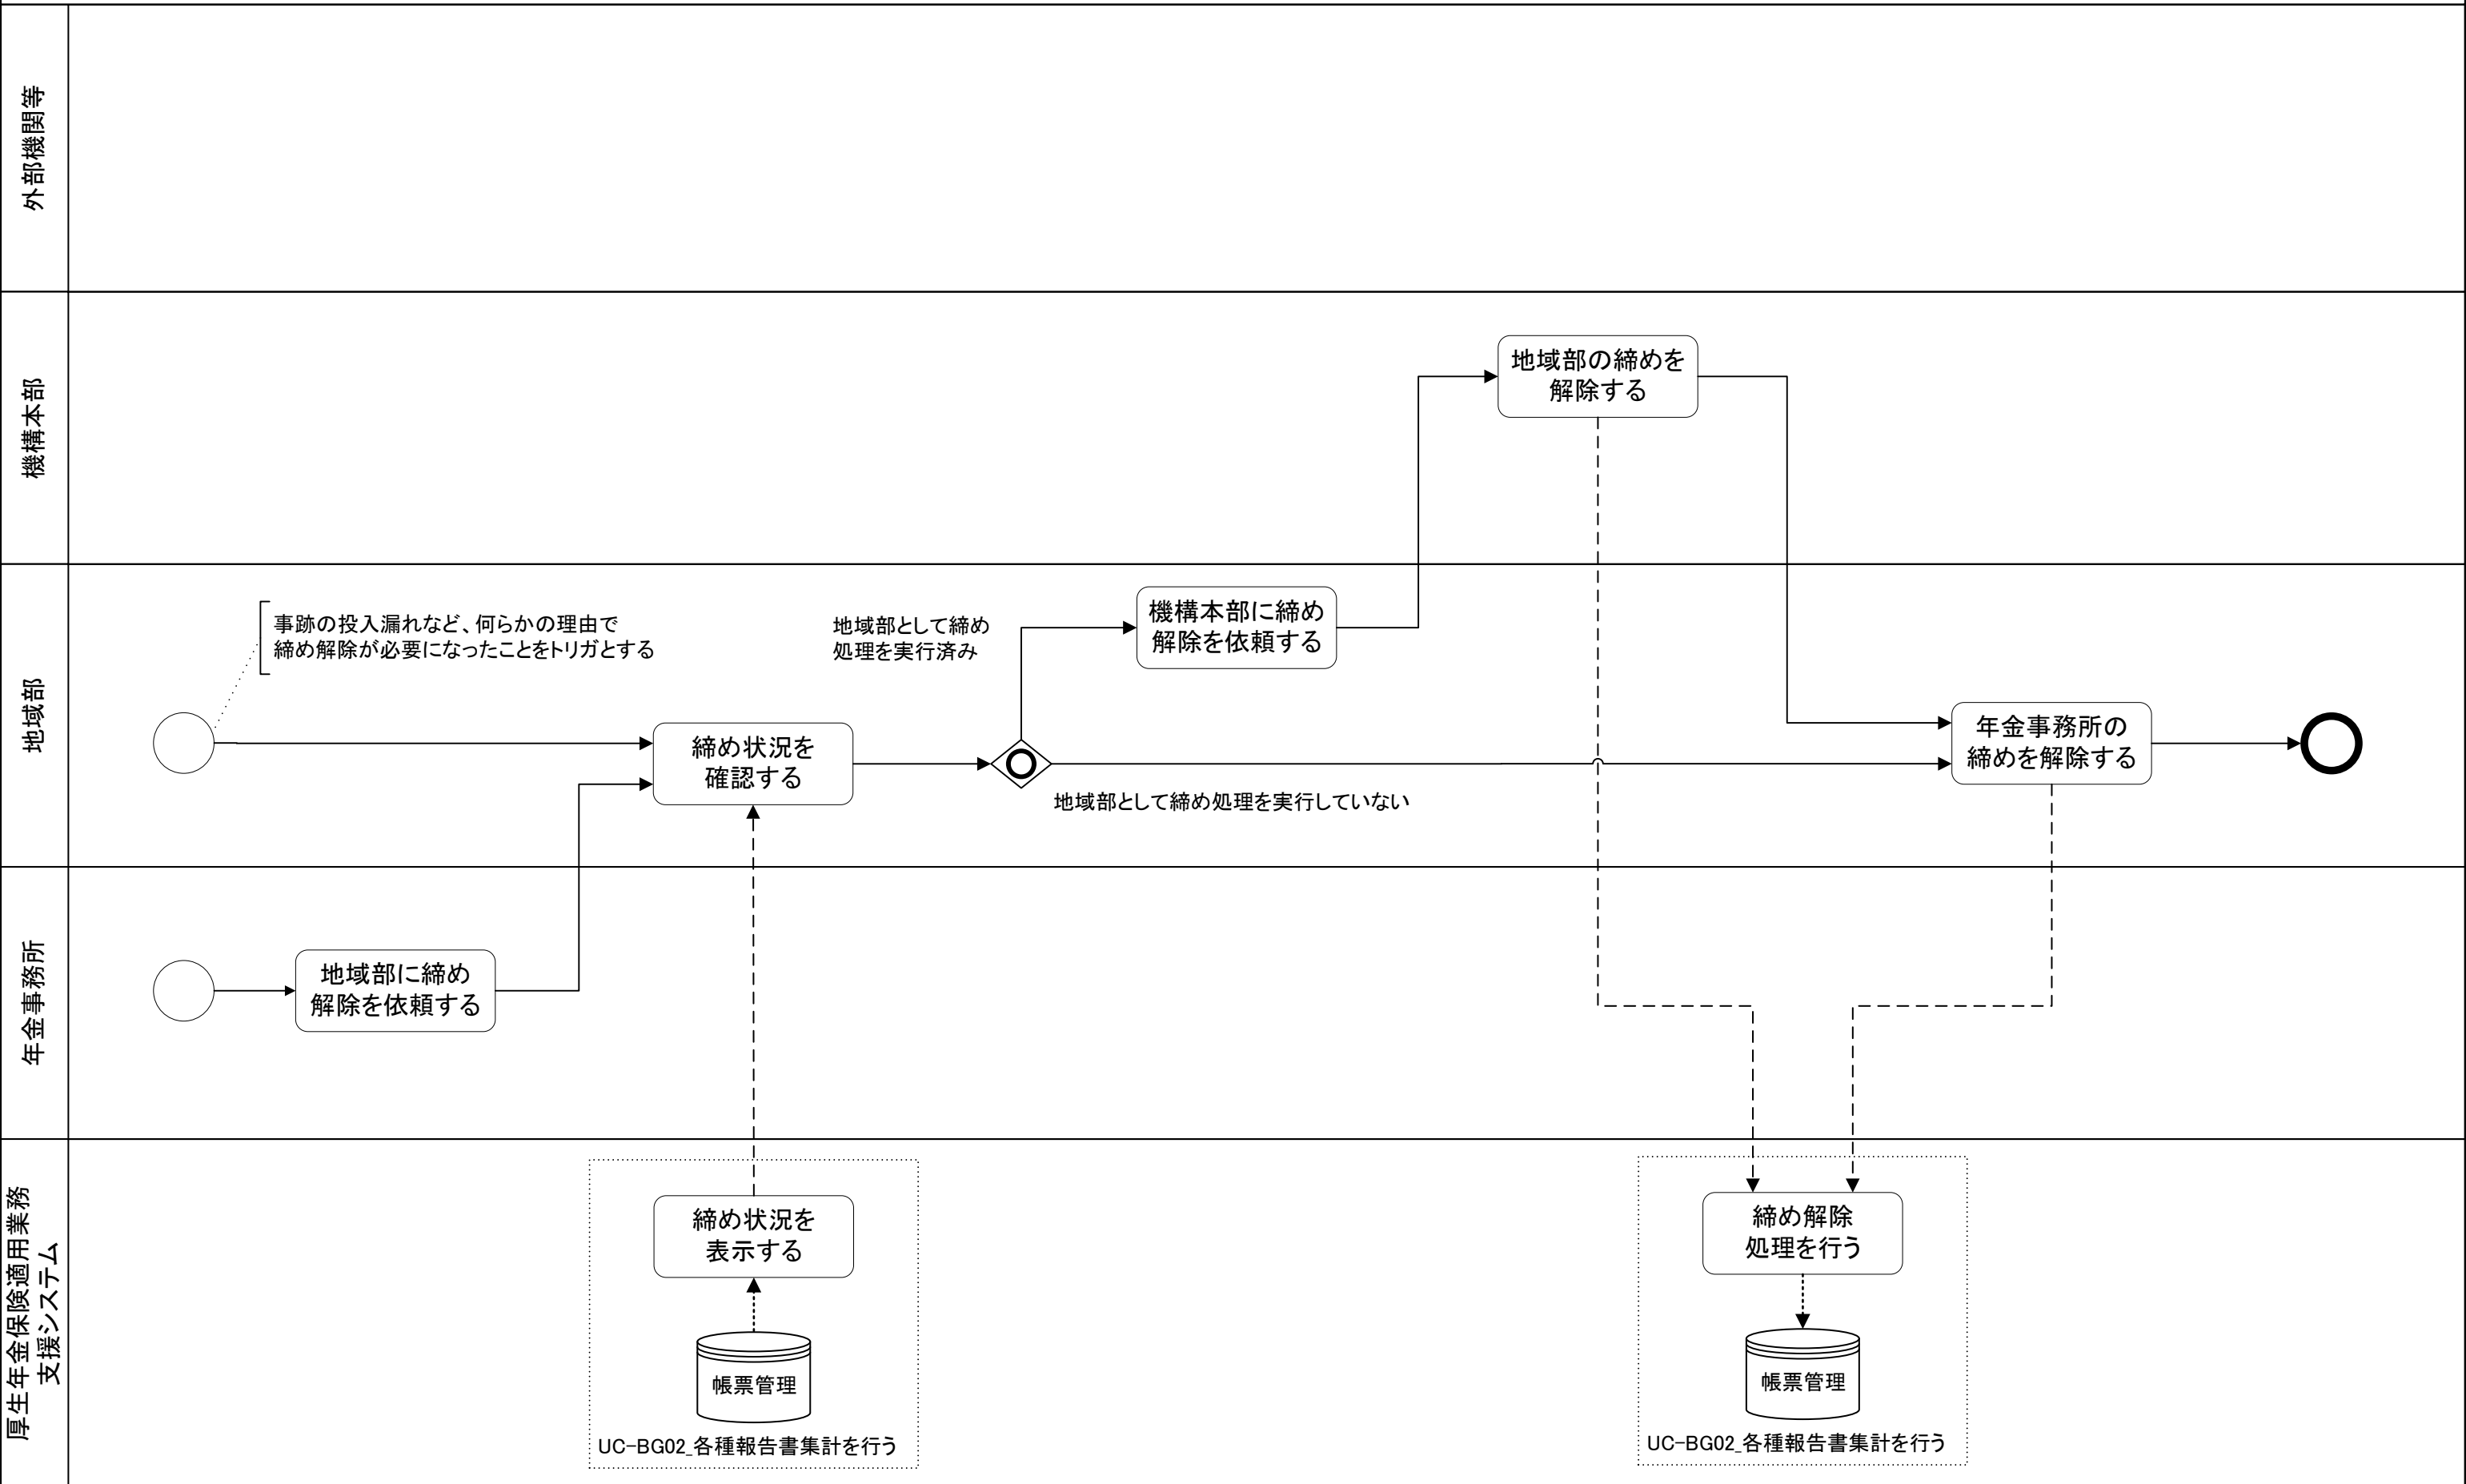 外部機関等
機構本部
地域部の締めを
解除する
地域部
事跡の投入漏れなど、何らかの理由で
締め解除が必要になったことをトリガとする
地域部として締め
処理を実行済み
機構本部に締め
解除を依頼する
締め状況を
確認する
地域部として締め処理を実行していない
年金事務所の
締めを解除する
年金事務所
地域部に締め
解除を依頼する
厚生年金保険適用業務
支援システム
締め状況を
表示する
帳票管理
UC-BG02_各種報告書集計を行う
締め解除
処理を行う
帳票管理
UC-BG02_各種報告書集計を行う